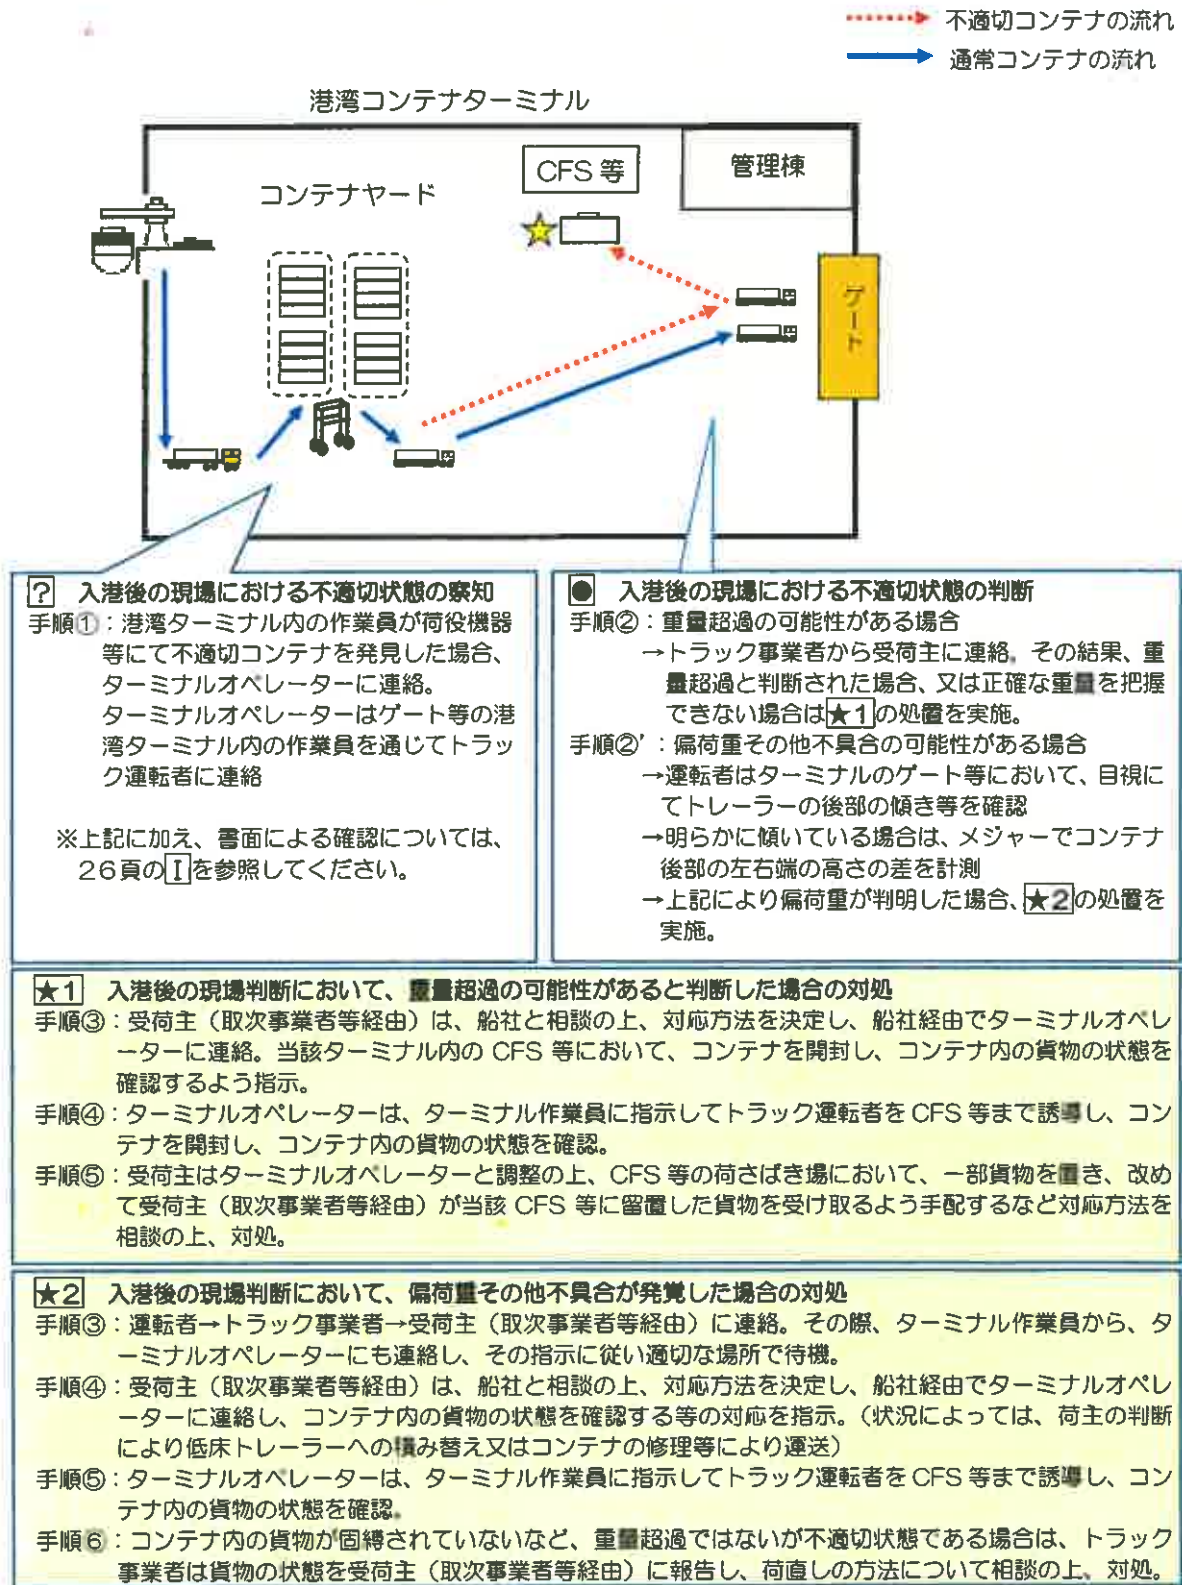 不適切コンテナの流れ
通常コンテナの流れ
港湾コンテナターミナル
CFS 等
管理棟
コンテナヤード
ゲート
? 入港後の現場における不適切状態の察知
手順①：港湾ターミナル内の作業員が荷役機器
等にて不適切コンテナを発見した場合、
ターミナルオペレーターに連絡。
ターミナルオペレーターはゲート等の港
湾ターミナル内の作業員を通じてトラッ
ク運転者に連絡
※上記に加え、書面による確認については、
26頁のⅠを参照してください。
● 入港後の現場における不適切状態の判断
手順②：重量超過の可能性がある場合
→トラック事業者から受荷主に連絡。その結果、重
量超過と判断された場合、又は正確な重量を把握
できない場合は★1の処置を実施。
手順②’：偏荷重その他不具合の可能性がある場合
→運転者はターミナルのゲート等において、目視に
てトレーラーの後部の傾き等を確認
→明らかに傾いている場合は、メジャーでコンテナ
後部の左右端の高さの差を計測
→上記により偏荷重が判明した場合、★2の処置を
実施。
★1 入港後の現場判断において、重量超過の可能性があると判断した場合の対処
手順③：受荷主（取次事業者等経由）は、船社と相談の上、対応方法を決定し、船社経由でターミナルオペレ
ーターに連絡。当該ターミナル内の CFS 等において、コンテナを開封し、コンテナ内の貨物の状態を
確認するよう指示。
手順④：ターミナルオペレーターは、ターミナル作業員に指示してトラック運転者を CFS 等まで誘導し、コン
テナを開封し、コンテナ内の貨物の状態を確認。
手順⑤：受荷主はターミナルオペレーターと調整の上、CFS 等の荷さばき場において、一部貨物を置き、改め
て受荷主（取次事業者等経由）が当該 CFS 等に留置した貨物を受け取るよう手配するなど対応方法を
相談の上、対処。
★2 入港後の現場判断において、偏荷重その他不具合が発覚した場合の対処
手順③：運転者→トラック事業者→受荷主（取次事業者等経由）に連絡。その際、ターミナル作業員から、タ
ーミナルオペレーターにも連絡し、その指示に従い適切な場所で待機。
手順④：受荷主（取次事業者等経由）は、船社と相談の上、対応方法を決定し、船社経由でターミナルオペレ
ーターに連絡し、コンテナ内の貨物の状態を確認する等の対応を指示。（状況によっては、荷主の判断
により低床トレーラーへの積み替え又はコンテナの修理等により運送）
手順⑤：ターミナルオペレーターは、ターミナル作業員に指示してトラック運転者を CFS 等まで誘導し、コン
テナ内の貨物の状態を確認。
手順⑥：コンテナ内の貨物が固縛されていないなど、重量超過ではないが不適切状態である場合は、トラック
事業者は貨物の状態を受荷主（取次事業者等経由）に報告し、荷直しの方法について相談の上、対処。